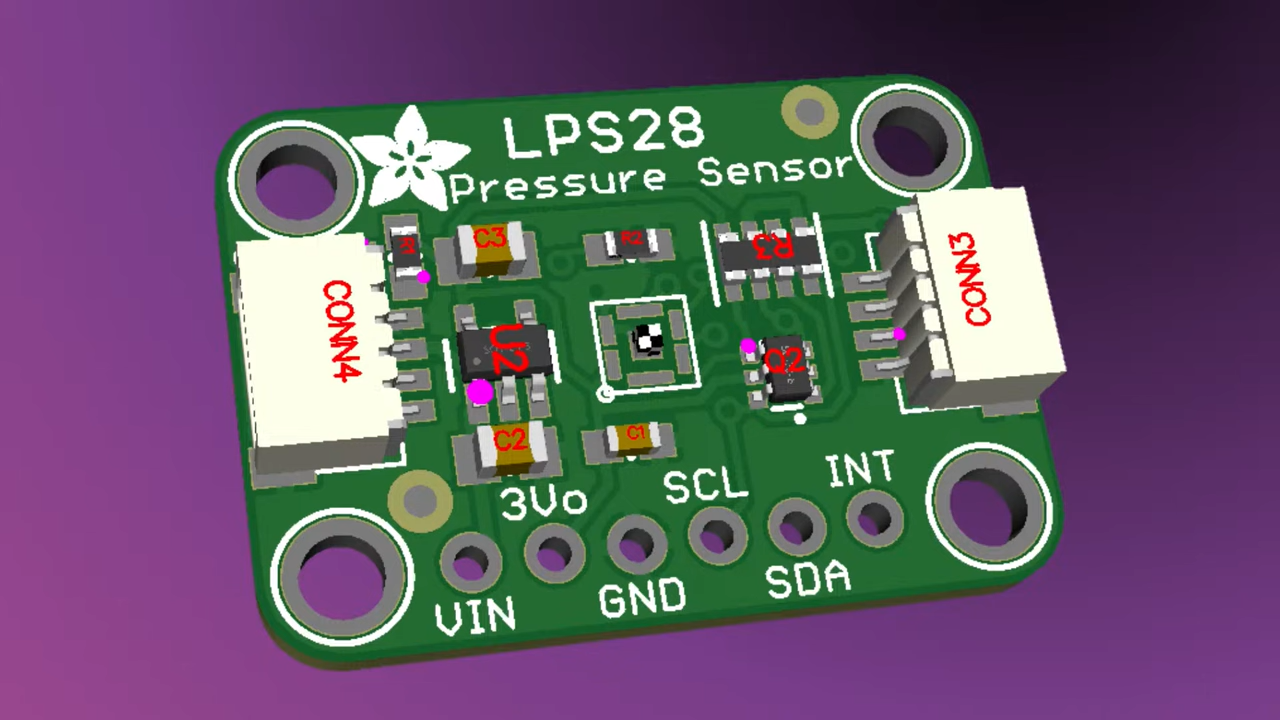 LPS28
Pressure Sensor
R1
C3
R2
R3
CONN3
CONN4
U2
Q2
C2
C1
3Vo
SCL
INT
VIN
GND
SDA